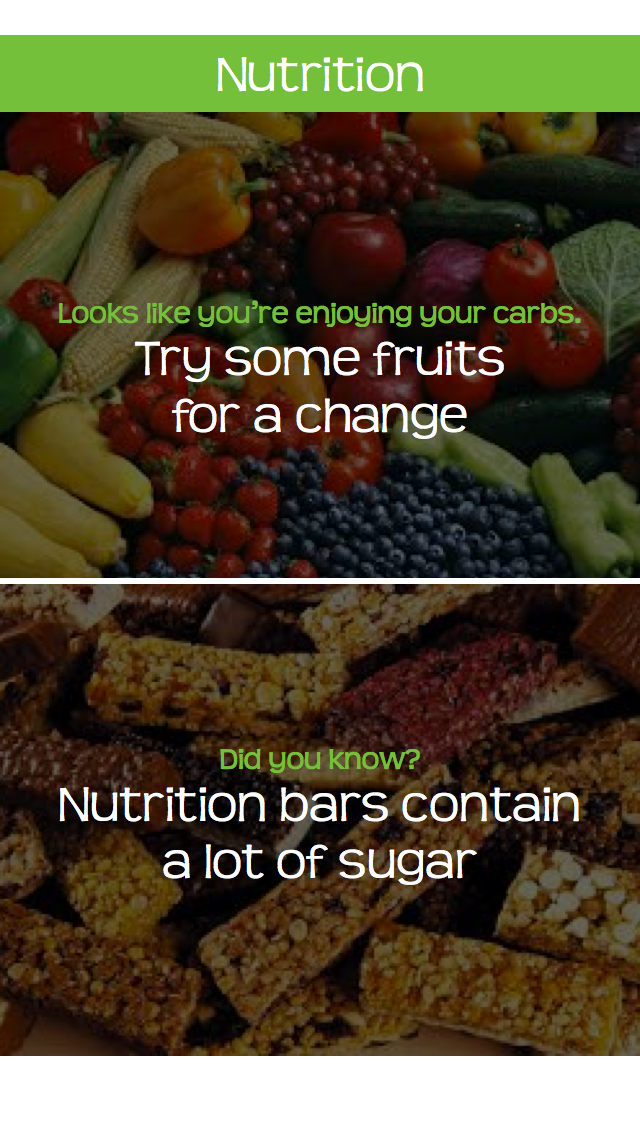 Nutrition
Looks like you're enjoying your carbs.
Try some fruits
for a change
Did you know?
Nutrition bars contain
a lot of sugar